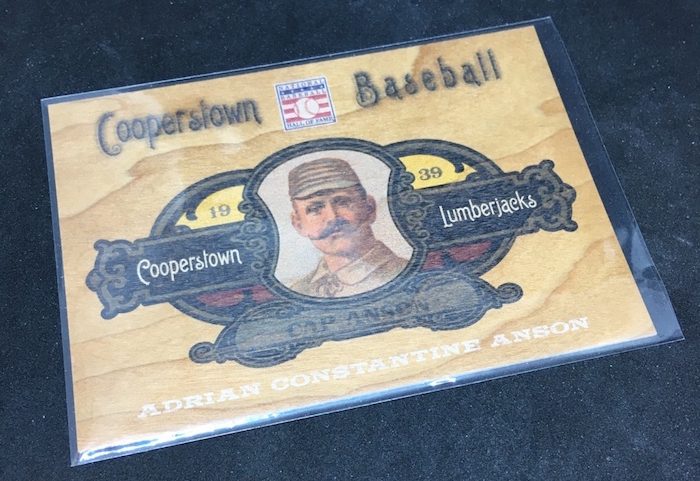 Cooperstown Baseball
NATIONAL
BASEBALL
HALL OF FAME
19 39
Cooperstown Lumberjacks
CAP ANSON
ADRIAN CONSTANTINE ANSON